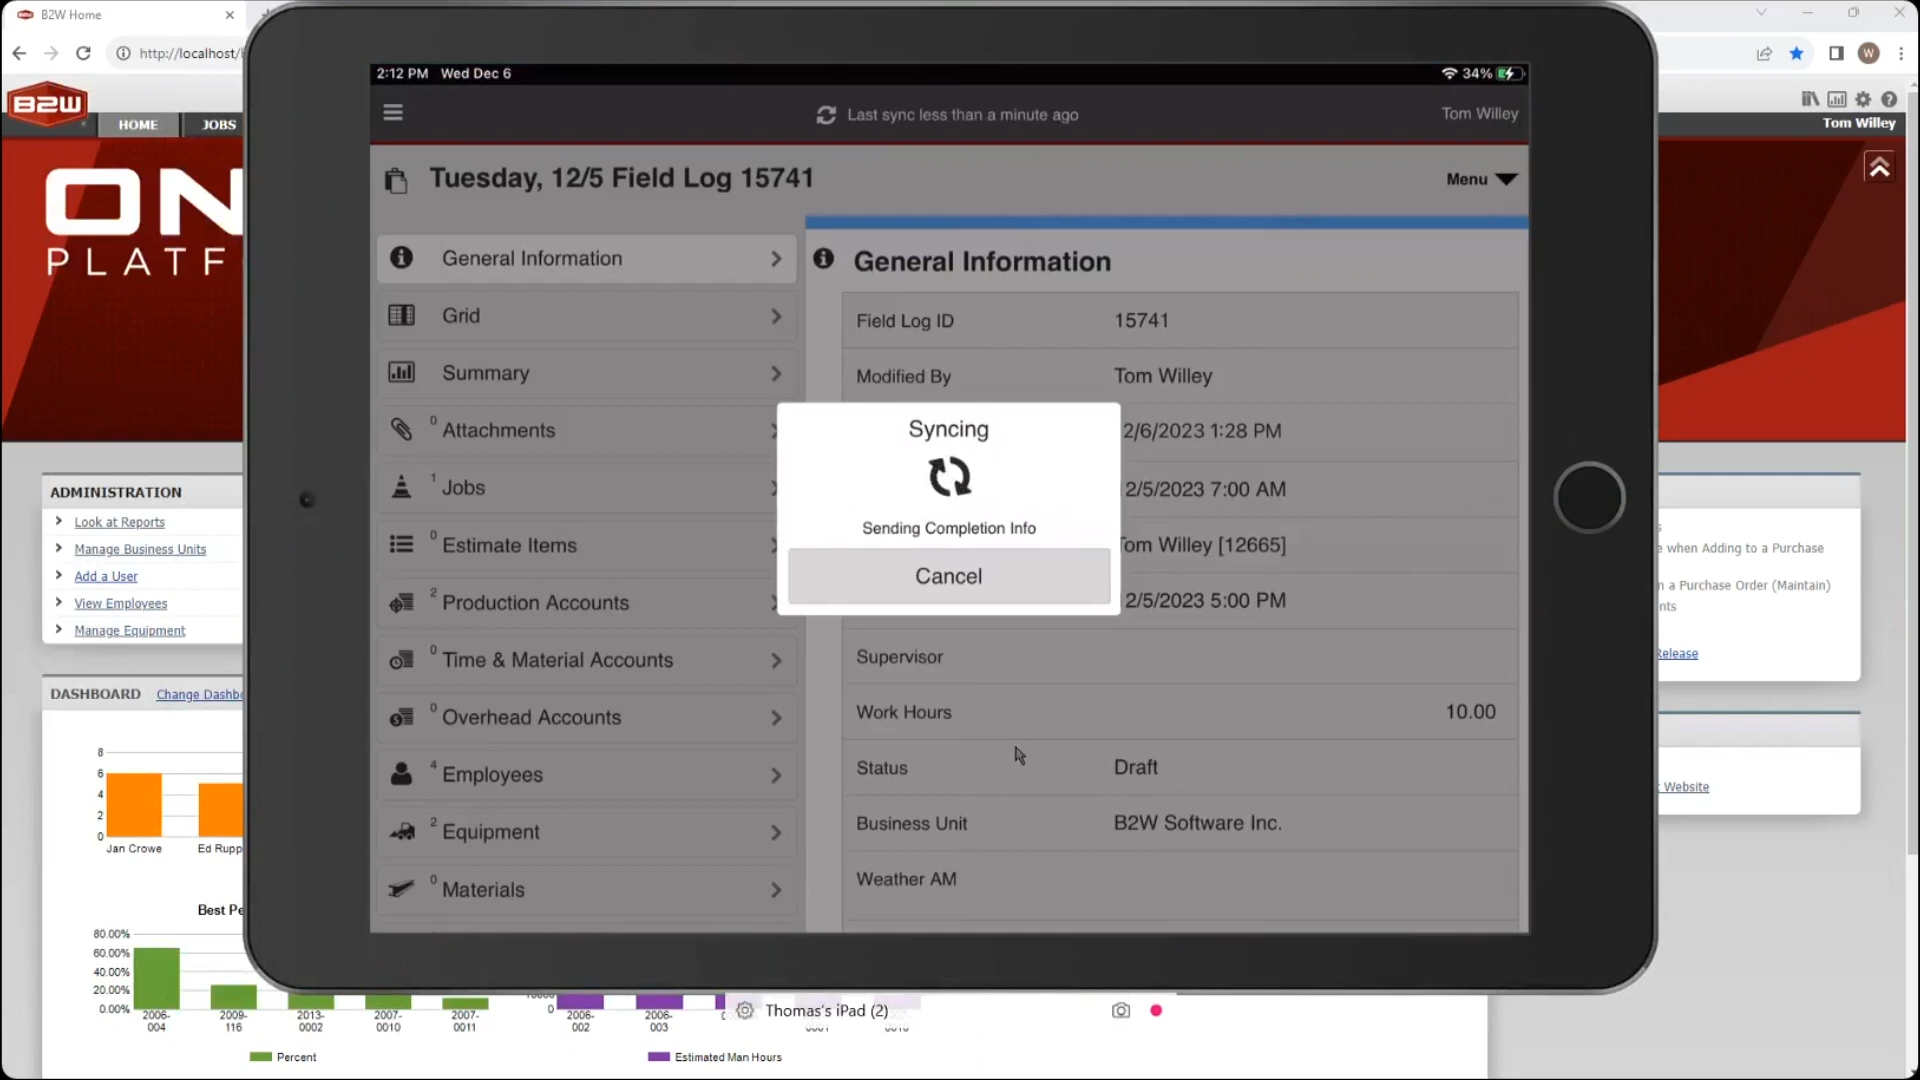 B2W Home
http://localhost/
B2W
HOME
JOBS
Tom Willey
ON
PLATF
ADMINISTRATION
Look at Reports
Manage Business Units
Add a User
View Employees
Manage Equipment
DASHBOARD
8
6
4
2
0
Jan Crowe
Ed Rupp
Best Pe
80.00%
60.00%
40.00%
20.00%
0.00%
2006-004
2009-116
2013-0002
2007-0010
2007-0011
Percent
0
2006-002
2006-003
Estimated Man Hours
2:12 PM Wed Dec 6
34%
Last sync less than a minute ago
Tom Willey
Tuesday, 12/5 Field Log 15741
Menu
General Information
Grid
Summary
0 Attachments
1 Jobs
0 Estimate Items
2 Production Accounts
0 Time & Material Accounts
0 Overhead Accounts
4 Employees
2 Equipment
0 Materials
General Information
Field Log ID 15741
Modified By Tom Willey
2/6/2023 1:28 PM
2/5/2023 7:00 AM
Tom Willey [12665]
2/5/2023 5:00 PM
Supervisor
Work Hours 10.00
Status Draft
Business Unit B2W Software Inc.
Weather AM
Syncing
Sending Completion Info
Cancel
when Adding to a Purchase
a Purchase Order (Maintain)
Release
Website
Thomas's iPad (2)
W